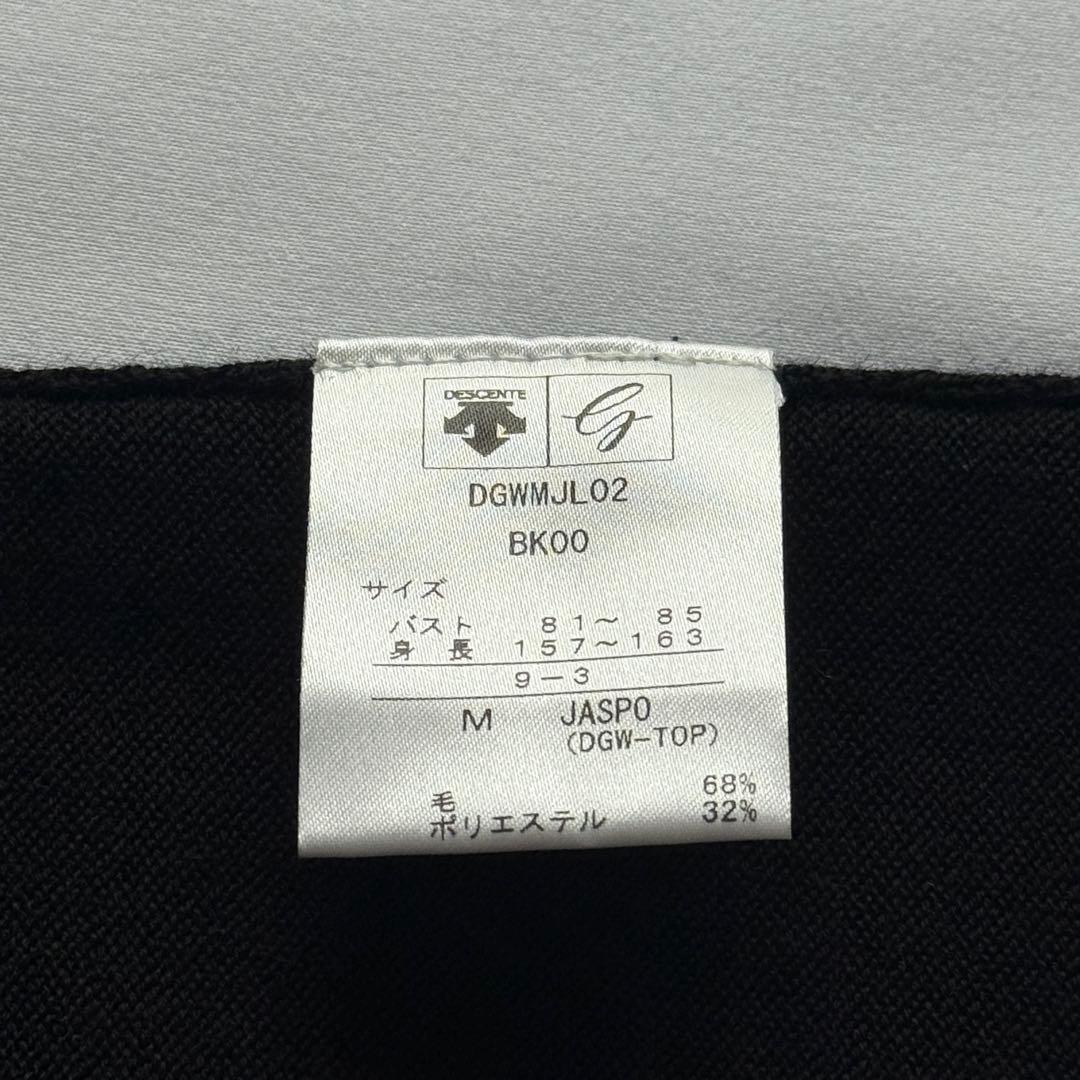 DESCENTE
G
DGWMJL02
BK00
サイズ
バスト 81～ 85
身 長 157～163
9－3
M JASPO
(DGW-TOP)
毛 68%
ポリエステル 32%